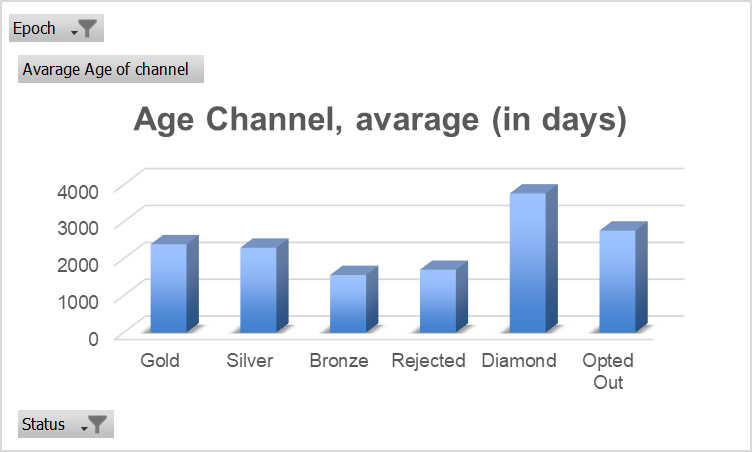 Epoch
Avarage Age of channel
Age Channel, avarage (in days)
4000
3000
2000
1000
0
Gold Silver Bronze Rejected Diamond Opted
Out
Status